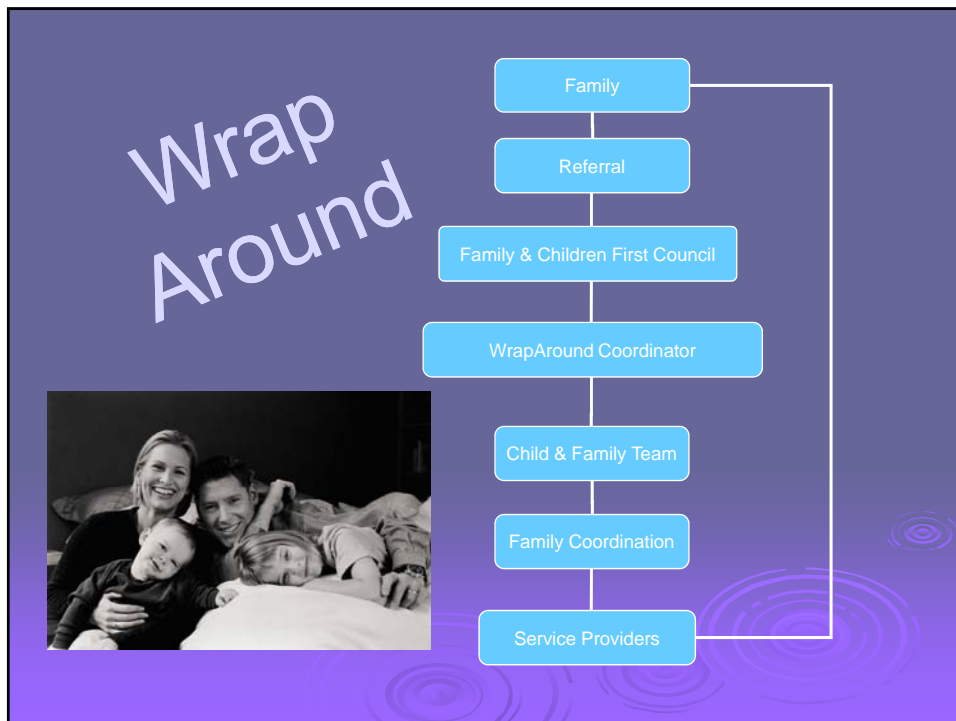 Wrap
Around
Family
Referral
Family & Children First Council
WrapAround Coordinator
Child & Family Team
Family Coordination
Service Providers